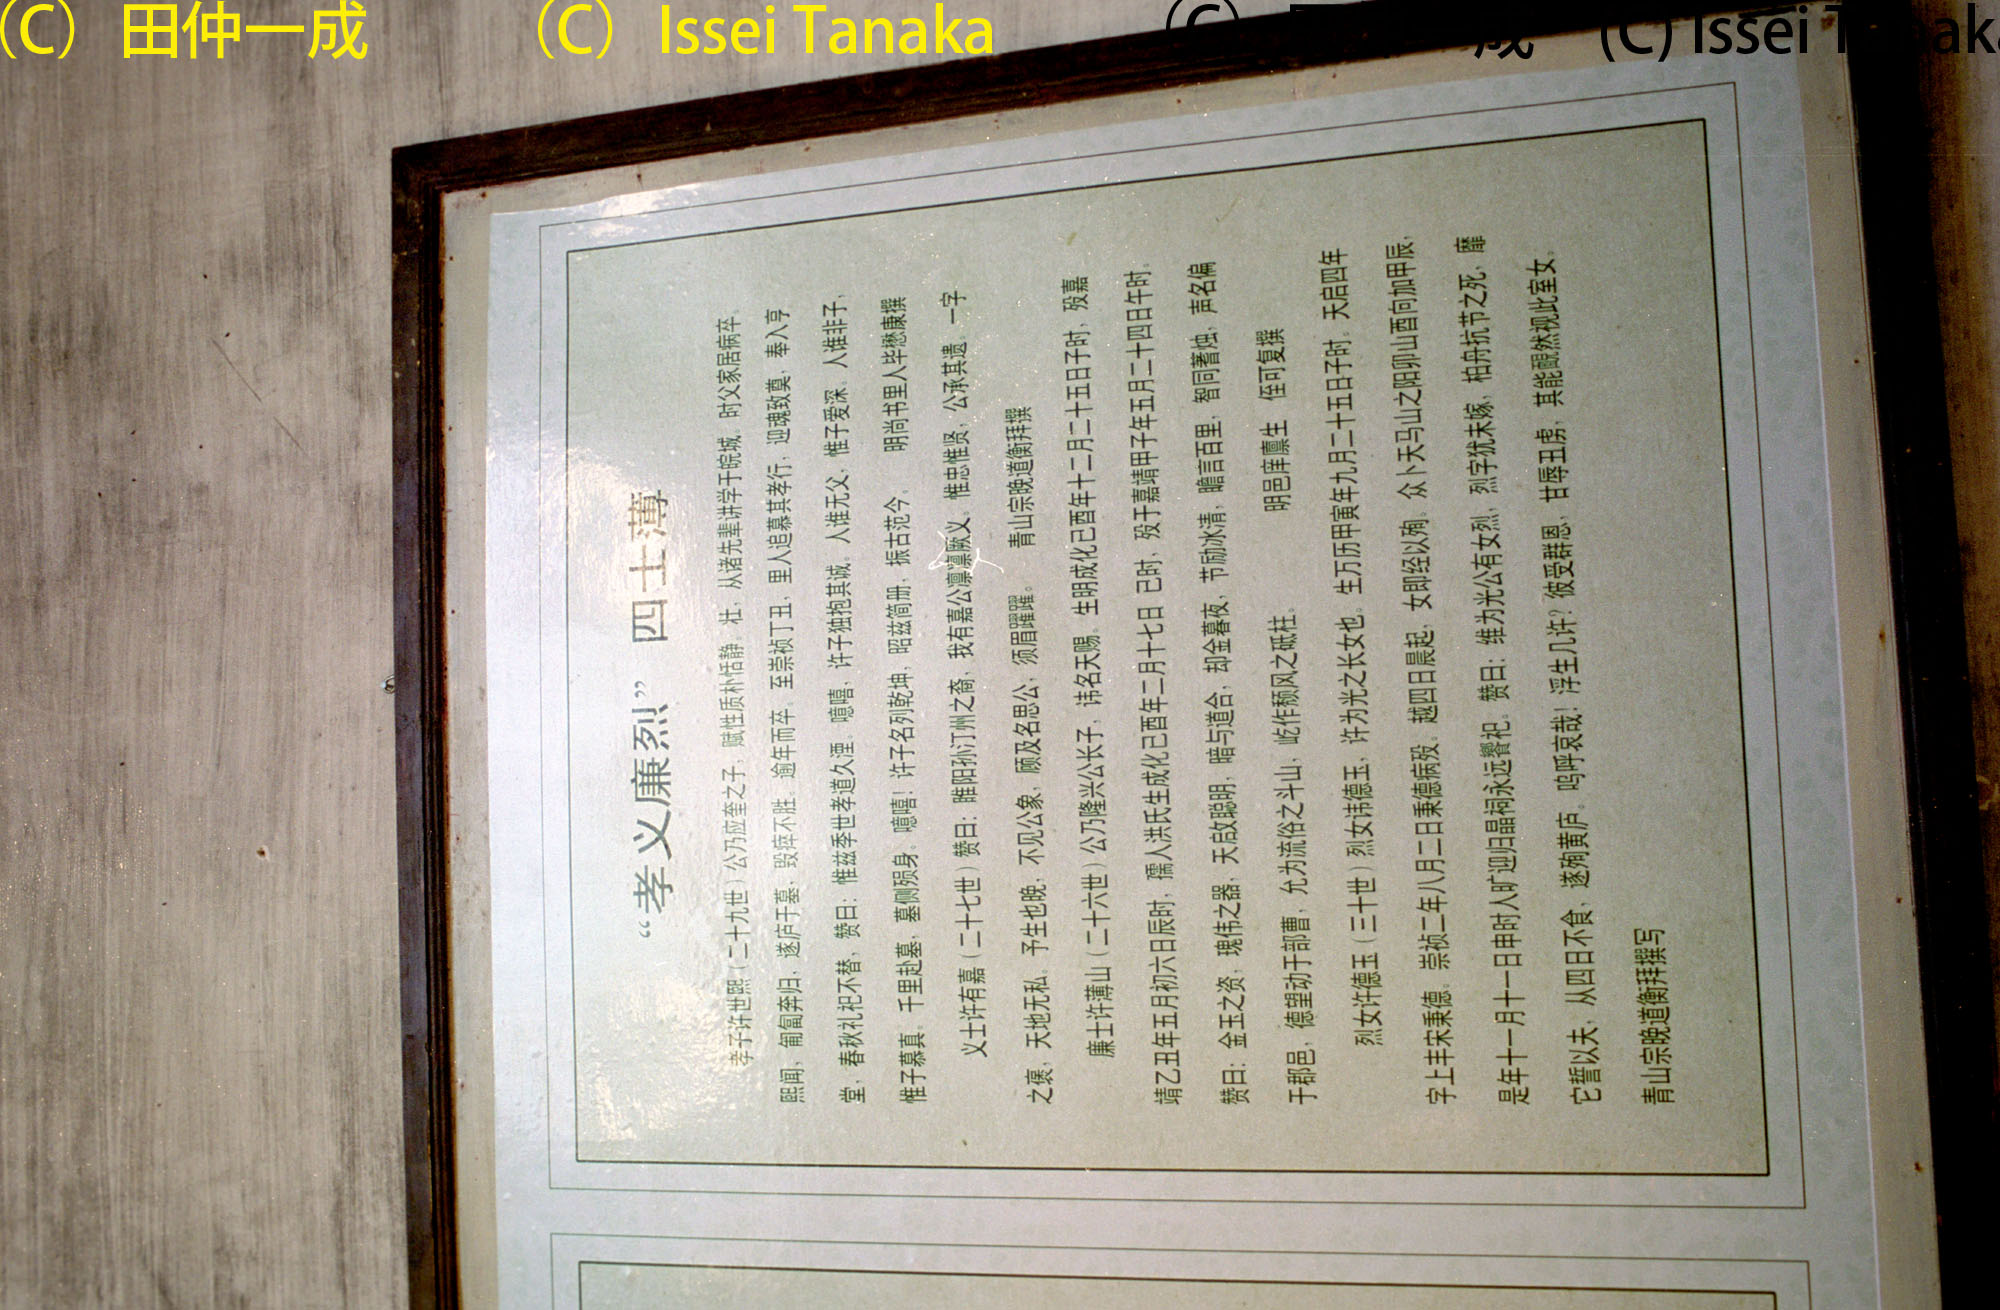 (C) 田仲一成
(C) Issei Tanaka
(C)
成
(C) Issei T
“孝义廉烈” 四士薄
孝子许世熙（二十九世）公乃应奎之子，赋性质朴恬静。壮，从诸先辈讲学于皖城。时父家居病卒。
熙闻，匍匐奔归，遂庐于墓，毁瘁不胜。逾年而卒。至崇祯丁丑，里人追慕其孝行，迎魂致奠，奉入亨
堂，春秋礼祀不替，赞曰：惟兹季世孝道久湮。噫嘻，许子独抱其诚。人谁无父，惟子爱深。人谁非子，
惟子慕真。千里赴墓，墓侧殒身。噫嘻！许子名列乾坤，昭兹简册，振古范今。 明尚书里人毕懋康撰
义士许有嘉（二十七世）赞曰：睢阳孙汀州之裔，我有嘉公凛凛厥义。惟忠惟贤，公承其遗。一字
之褒，天地无私。予生也晚，不见公象，顾及名思公，须眉躍躍。 青山宗晚道衡拜撰
廉士许薄山（二十六世）公乃隆兴公长子，讳名天赐。生明成化己酉年十二月二十五日子时，殁嘉
靖乙丑年五月初六日辰时，孺人洪氏生成化己酉年二月十七日 巳时，殁于嘉靖甲子年五月二十四日午时。
赞曰：金玉之资，瑰伟之器，天启聪明，暗与道合，却金暮夜，节励冰清，瞻言百里，智同蓍烛，声名偏
于郡邑，德望动于部曹，允为流俗之斗山，屹作颓风之砥柱。 明邑庠廪生 侄可复撰
烈女许德玉（三十世）烈女讳德玉，许为光之长女也。生万历甲寅年九月二十五日子时。天启四年
字上丰宋秉德。崇祯二年八月二日秉德病殁。越四日晨起，女即经以殉。众卜天马山之阳卯山酉向加甲辰，
是年十一月十一日申时人旷迎归晶祠永远饗祀。赞曰：维为光公有女烈，烈字犹未嫁，柏舟抗节之死，靡
它誓以夫，从四日不食，遂殉黄庐。呜呼哀哉！浮生几许？彼受群恩，甘辱丑虏，其能靦然视此室女。
青山宗晚道衡拜撰写